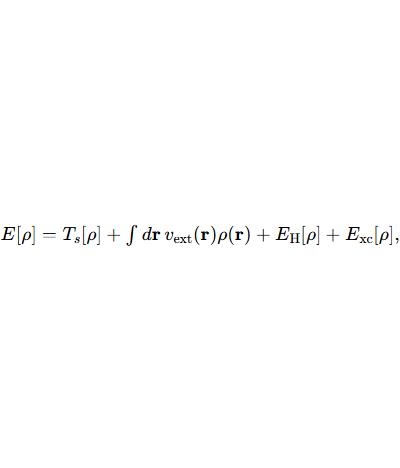 E[ρ] = T_s[ρ] + ∫ d𝐫 v_ext(𝐫)ρ(𝐫) + E_H[ρ] + E_xc[ρ],